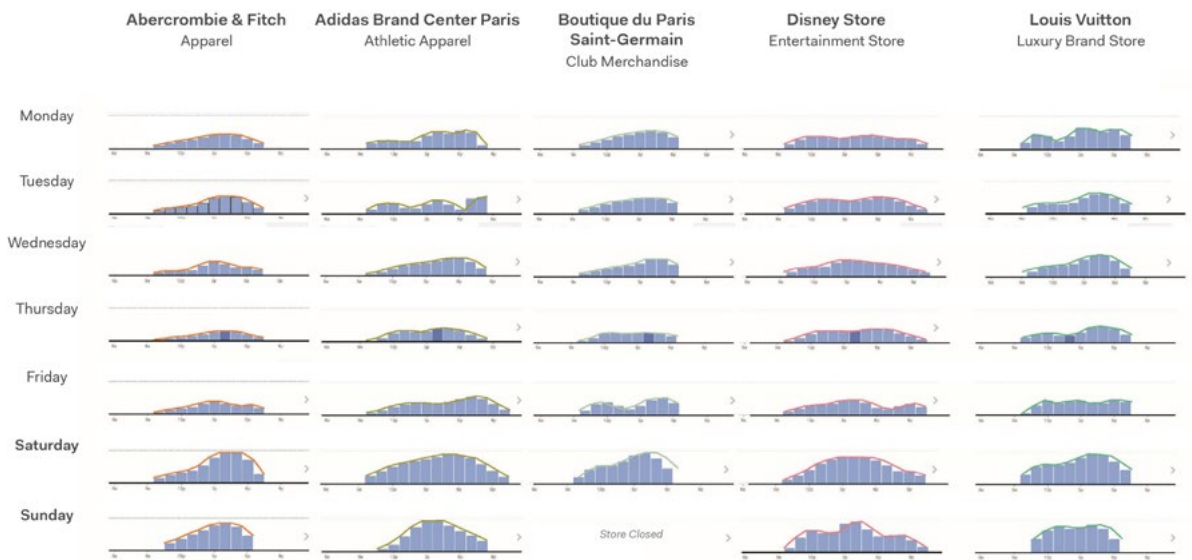 Abercrombie & Fitch
Apparel
Adidas Brand Center Paris
Athletic Apparel
Boutique du Paris
Saint-Germain
Club Merchandise
Disney Store
Entertainment Store
Louis Vuitton
Luxury Brand Store
Monday
Tuesday
Wednesday
Thursday
Friday
Saturday
Sunday
Store Closed